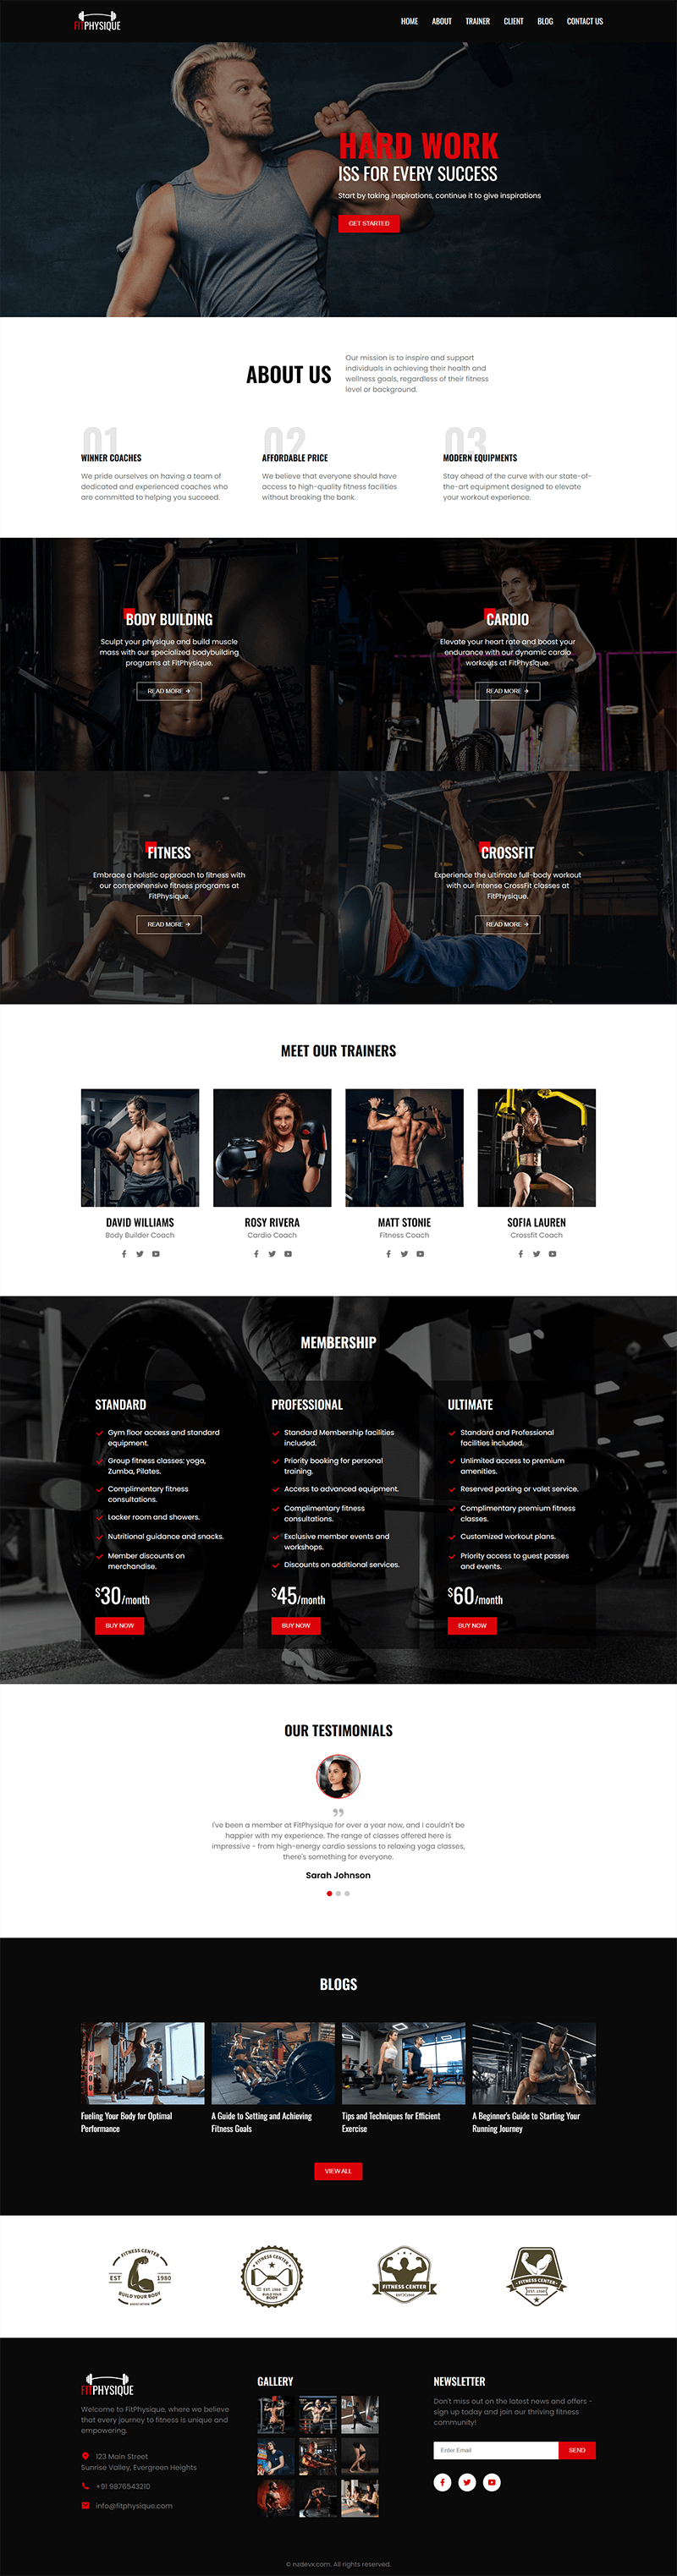 FITPHYSIQUE
HOME ABOUT TRAINER CLIENT BLOG CONTACT US
HARD WORK
ISS FOR EVERY SUCCESS
Start by taking inspirations, continue it to give inspirations
GET STARTED
ABOUT US
Our mission is to inspire and support
individuals in achieving their health and
wellness goals, regardless of their fitness
level or background.
01
WINNER COACHES
We pride ourselves on having a team of
dedicated and experienced coaches who
are committed to helping you succeed.
02
AFFORDABLE PRICE
We believe that everyone should have
access to high-quality fitness facilities
without breaking the bank.
03
MODERN EQUIPMENTS
Stay ahead of the curve with our state-of-
the-art equipment designed to elevate
your workout experience.
BODY BUILDING
Sculpt your physique and build muscle
mass with our specialized bodybuilding
programs at FitPhysique.
READ MORE →
CARDIO
Elevate your heart rate and boost your
endurance with our dynamic cardio
workouts at FitPhysique.
READ MORE →
FITNESS
Embrace a holistic approach to fitness with
our comprehensive fitness programs at
FitPhysique.
READ MORE →
CROSSFIT
Experience the ultimate full-body workout
with our intense CrossFit classes at
FitPhysique.
READ MORE →
MEET OUR TRAINERS
DAVID WILLIAMS
Body Builder Coach
ROSY RIVERA
Cardio Coach
MATT STONIE
Fitness Coach
SOFIA LAUREN
Crossfit Coach
MEMBERSHIP
STANDARD
Gym floor access and standard
equipment.
Group fitness classes: yoga,
Zumba, Pilates.
Complimentary fitness
consultations.
Locker room and showers.
Nutritional guidance and snacks.
Member discounts on
merchandise.
$30/month
BUY NOW
PROFESSIONAL
Standard Membership facilities
included.
Priority booking for personal
training.
Access to advanced equipment.
Complimentary fitness
consultations.
Exclusive member events and
workshops.
Discounts on additional services.
$45/month
BUY NOW
ULTIMATE
Standard and Professional
facilities included.
Unlimited access to premium
amenities.
Reserved parking or valet service.
Complimentary premium fitness
classes.
Customized workout plans.
Priority access to guest passes
and events.
$60/month
BUY NOW
OUR TESTIMONIALS
I've been a member at FitPhysique for over a year now, and I couldn't be
happier with my experience. The range of classes offered here is
impressive - from high-energy cardio sessions to relaxing yoga classes,
there's something for everyone.
Sarah Johnson
BLOGS
Fueling Your Body for Optimal
Performance
A Guide to Setting and Achieving
Fitness Goals
Tips and Techniques for Efficient
Exercise
A Beginner's Guide to Starting Your
Running Journey
VIEW ALL
FITNESS CENTER
EST 1980
BUILD YOUR BODY
ASSOCIATION
FITNESS CENTER
EST. 1980
BUILD YOUR
BODY
FITNESS CENTER
FITNESS CENTER
FITPHYSIQUE
Welcome to FitPhysique, where we believe
that every journey to fitness is unique and
empowering.
123 Main Street
Sunrise Valley, Evergreen Heights
+91 9876543210
info@fitphysique.com
GALLERY
NEWSLETTER
Don't miss out on the latest news and offers -
sign up today and join our thriving fitness
community!
Enter Email SEND
© nzdevx.com. All rights reserved.